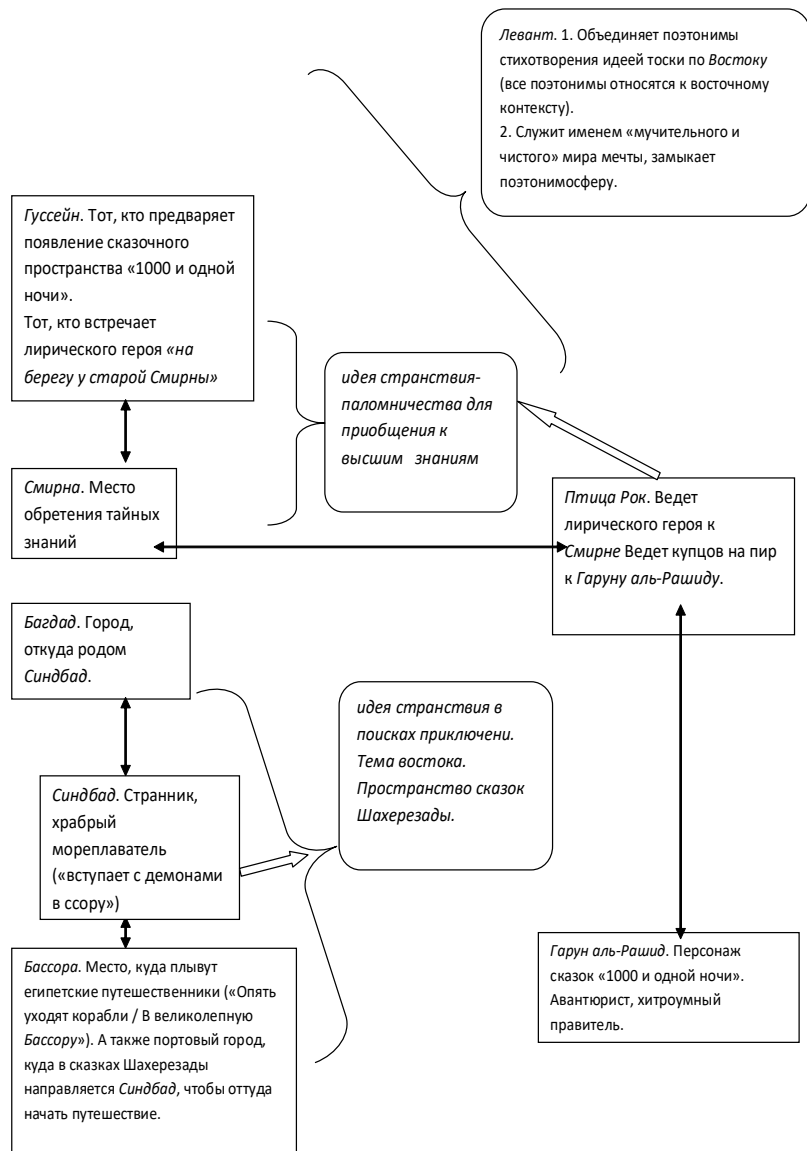 Левант. 1. Объединяет поэтонимы
стихотворения идеей тоски по Востоку
(все поэтонимы относятся к восточному
контексту).
2. Служит именем «мучительного и
чистого» мира мечты, замыкает
поэтонимосферу.
Гуссейн. Тот, кто предваряет
появление сказочного
пространства «1000 и одной
ночи».
Тот, кто встречает
лирического героя «на
берегу у старой Смирны»
идея странствия-
паломничества для
приобщения к
высшим знаниям
Смирна. Место
обретения тайных
знаний
Птица Рок. Ведет
лирического героя к
Смирне Ведет купцов на пир
к Гаруну аль-Рашиду.
Багдад. Город,
откуда родом
Синдбад.
идея странствия в
поисках приключени.
Тема востока.
Пространство сказок
Шахерезады.
Синдбад. Странник,
храбрый
мореплаватель
(«вступает с демонами
в ссору»)
Бассора. Место, куда плывут
египетские путешественники («Опять
уходят корабли / В великолепную
Бассору»). А также портовый город,
куда в сказках Шахерезады
направляется Синдбад, чтобы оттуда
начать путешествие.
Гарун аль-Рашид. Персонаж
сказок «1000 и одной ночи».
Авантюрист, хитроумный
правитель.